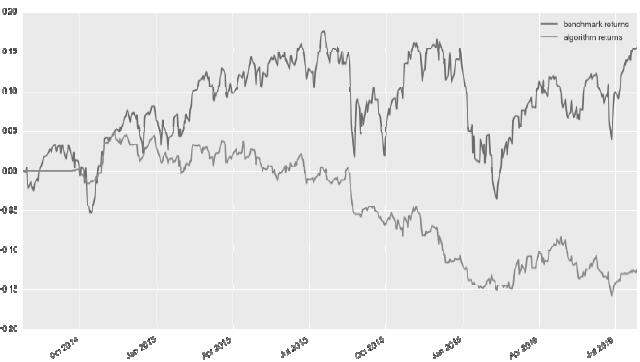 0.20
benchmark returns
algorithm returns
0.15
0.10
0.05
0.00
0.05
0.10
0.15
0.20
Oct 2014
Jan 2015
Apr 2015
Jul 2015
Oct 2015
Jan 2016
Apr 2016
Jul 2016